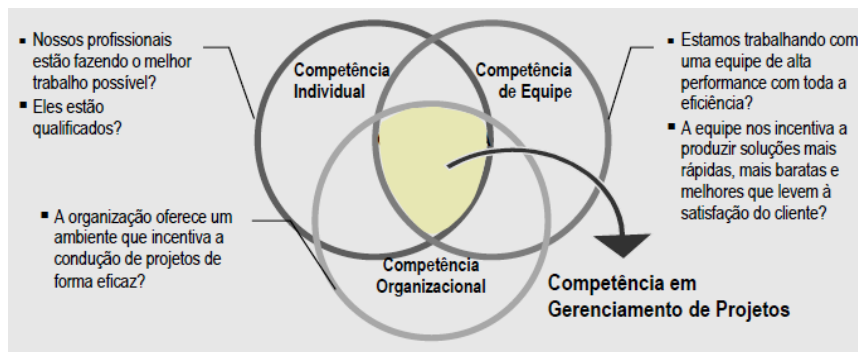 ▪ Nossos profissionais
estão fazendo o melhor
trabalho possível?
▪ Eles estão
qualificados?
Competência
Individual
Competência
de Equipe
▪ Estamos trabalhando com
uma equipe de alta
performance com toda a
eficiência?
▪ A equipe nos incentiva a
produzir soluções mais
rápidas, mais baratas e
melhores que levem à
satisfação do cliente?
▪ A organização oferece um
ambiente que incentiva a
condução de projetos de
forma eficaz?
Competência
Organizacional
Competência em
Gerenciamento de Projetos